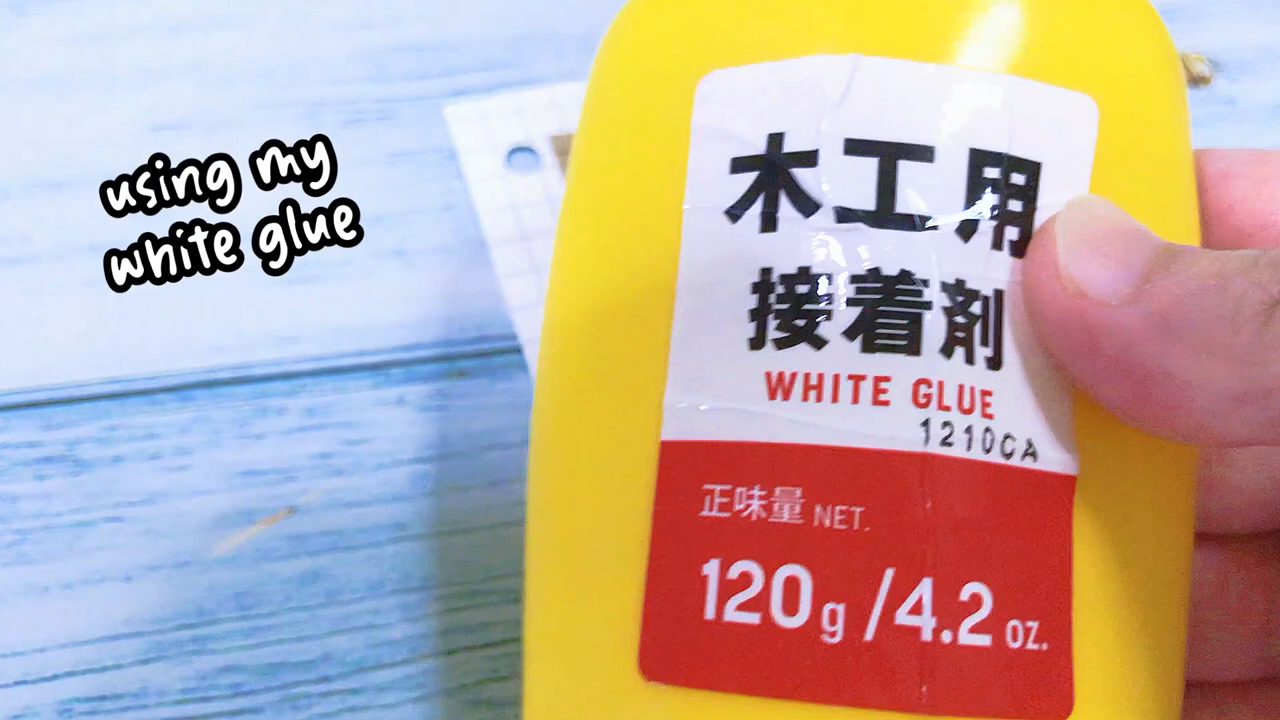 using my
white glue
木工用
接着剤
WHITE GLUE
1210CA
正味量 NET.
120g /4.2 oz.